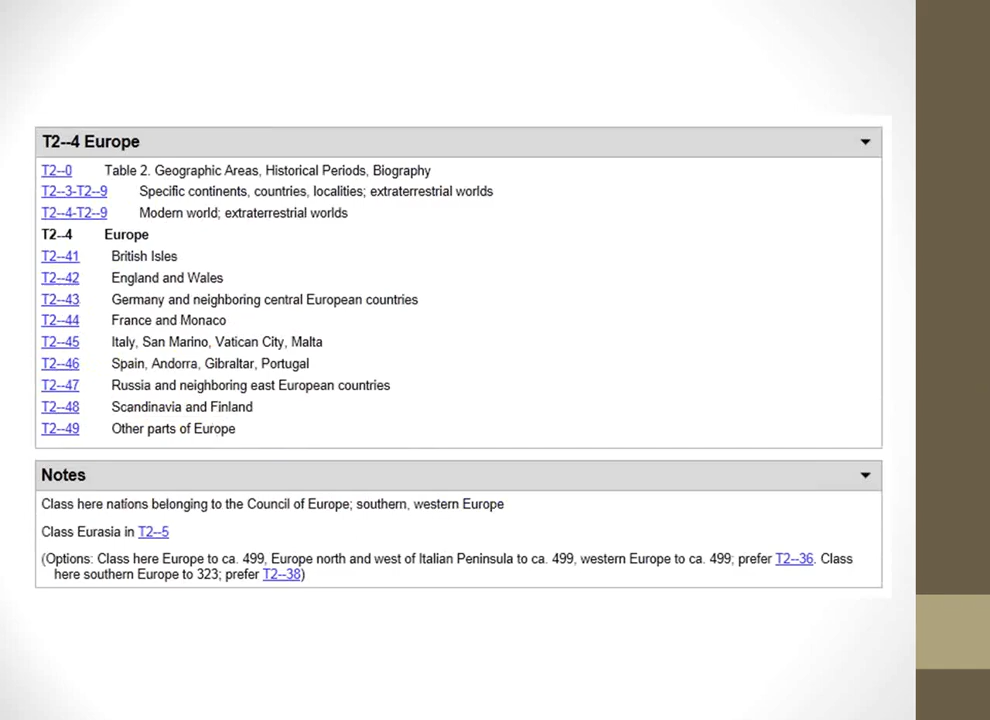 T2--4 Europe
T2--0 Table 2. Geographic Areas, Historical Periods, Biography
T2--3-T2--9 Specific continents, countries, localities; extraterrestrial worlds
T2--4-T2--9 Modern world; extraterrestrial worlds
T2--4 Europe
T2--41 British Isles
T2--42 England and Wales
T2--43 Germany and neighboring central European countries
T2--44 France and Monaco
T2--45 Italy, San Marino, Vatican City, Malta
T2--46 Spain, Andorra, Gibraltar, Portugal
T2--47 Russia and neighboring east European countries
T2--48 Scandinavia and Finland
T2--49 Other parts of Europe
Notes
Class here nations belonging to the Council of Europe; southern, western Europe
Class Eurasia in T2--5
(Options: Class here Europe to ca. 499, Europe north and west of Italian Peninsula to ca. 499, western Europe to ca. 499; prefer T2--36. Class
here southern Europe to 323; prefer T2--38)